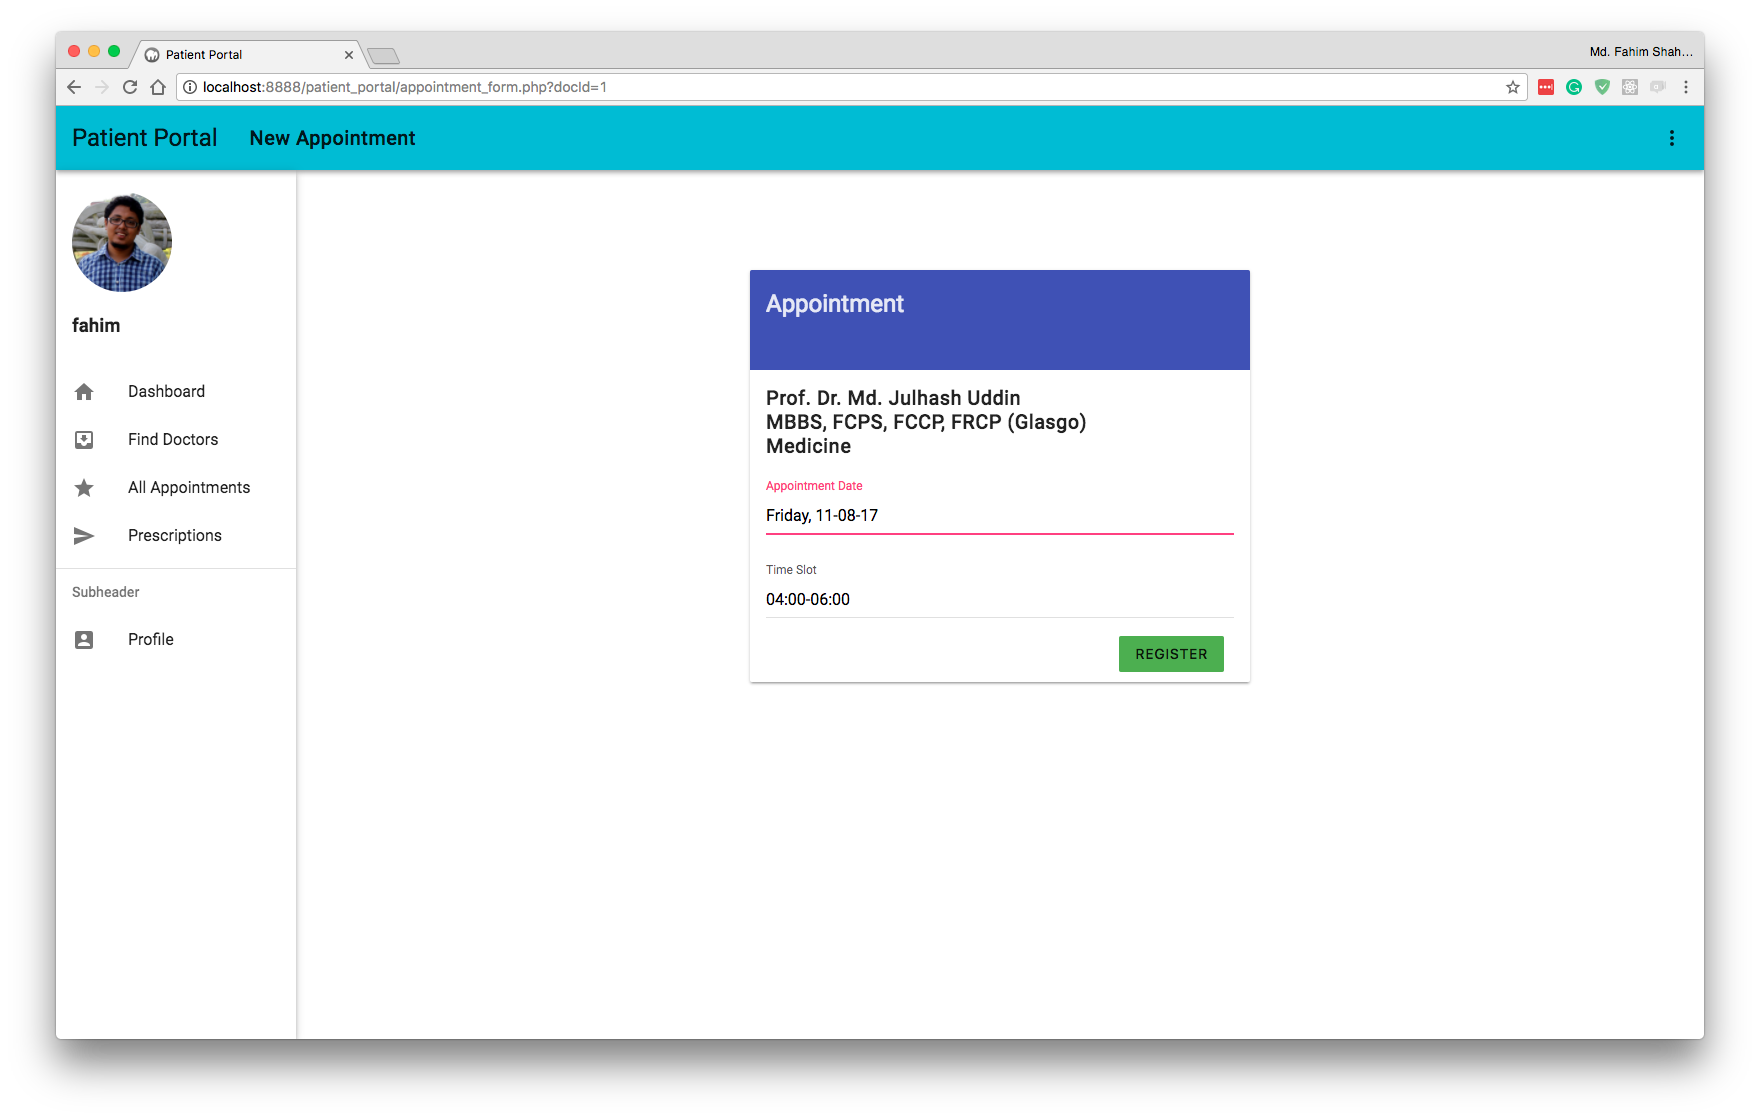 Patient Portal
Md. Fahim Shah...
localhost:8888/patient_portal/appointment_form.php?docId=1
Patient Portal
New Appointment
fahim
Dashboard
Find Doctors
All Appointments
Prescriptions
Subheader
Profile
Appointment
Prof. Dr. Md. Julhash Uddin
MBBS, FCPS, FCCP, FRCP (Glasgo)
Medicine
Appointment Date
Friday, 11-08-17
Time Slot
04:00-06:00
REGISTER